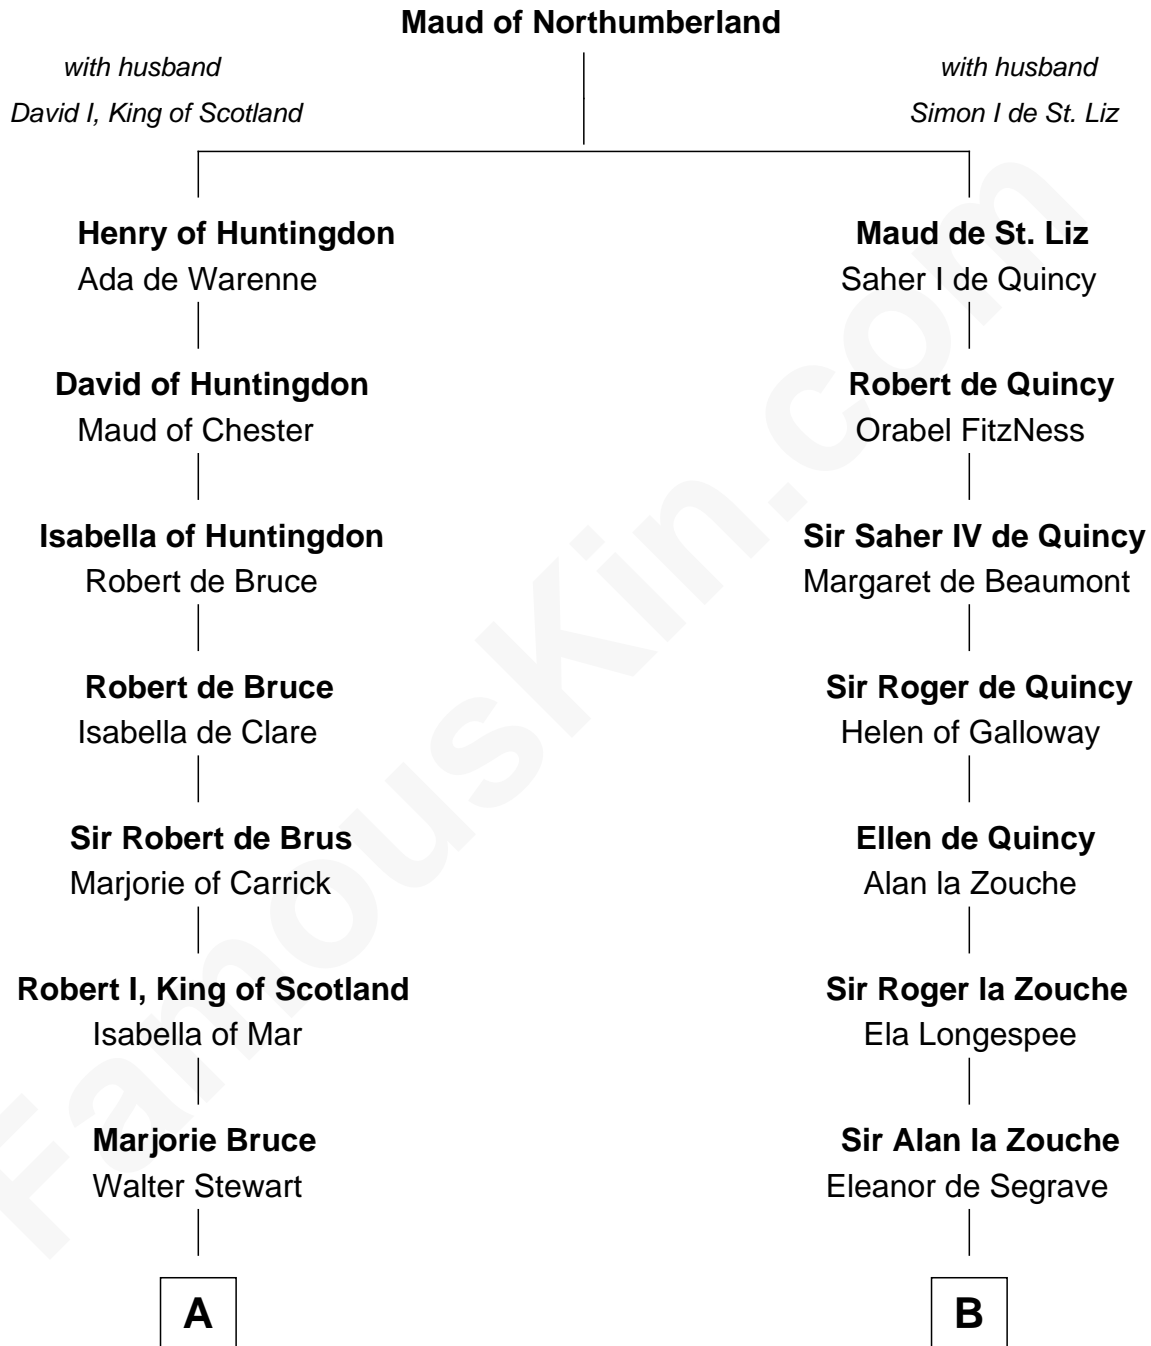 Maud of Northumberland
with husband
David I, King of Scotland
with husband
Simon I de St. Liz
Henry of Huntingdon
Ada de Warenne
Maud de St. Liz
Saher I de Quincy
David of Huntingdon
Maud of Chester
Robert de Quincy
Orabel FitzNess
Isabella of Huntingdon
Robert de Bruce
Sir Saher IV de Quincy
Margaret de Beaumont
Robert de Bruce
Isabella de Clare
Sir Roger de Quincy
Helen of Galloway
Sir Robert de Brus
Marjorie of Carrick
Ellen de Quincy
Alan la Zouche
Robert I, King of Scotland
Isabella of Mar
Sir Roger la Zouche
Ela Longespee
Marjorie Bruce
Walter Stewart
Sir Alan la Zouche
Eleanor de Segrave
A
B
FamousKin.com